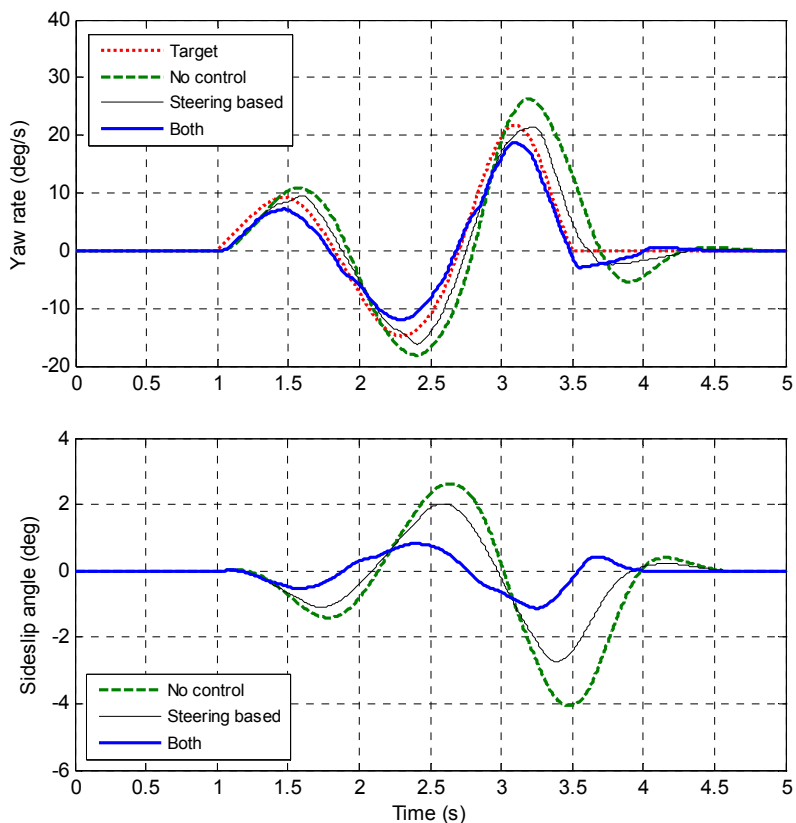 40
30
20
10
0
-10
-20
Yaw rate (deg/s)
Target
No control
Steering based
Both
0 0.5 1 1.5 2 2.5 3 3.5 4 4.5 5
4
2
0
-2
-4
-6
Sideslip angle (deg)
No control
Steering based
Both
0 0.5 1 1.5 2 2.5 3 3.5 4 4.5 5
Time (s)